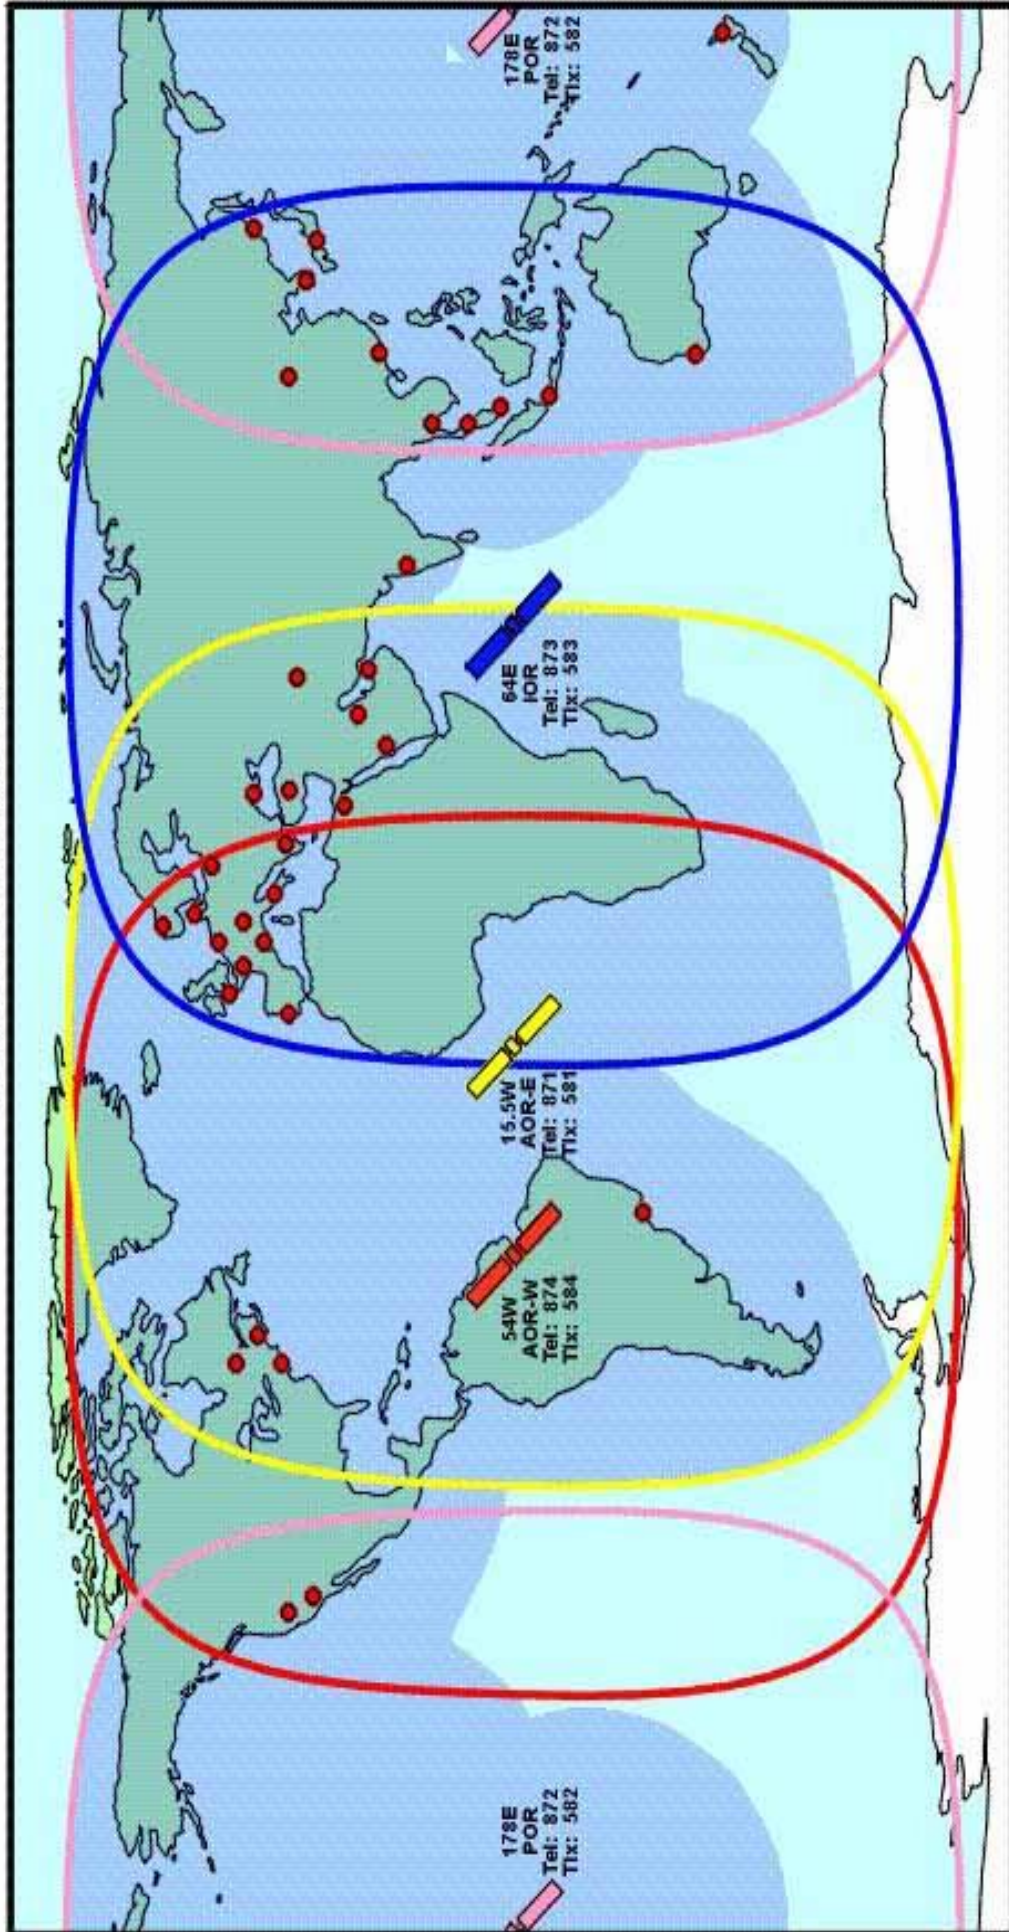 178E
POR
Tel: 872
Tlx: 582
54W
AOR-W
Tel: 874
Tlx: 584
15.5W
AOR-E
Tel: 871
Tlx: 581
64E
IOR
Tel: 873
Tlx: 583
178E
POR
Tel: 872
Tlx: 582